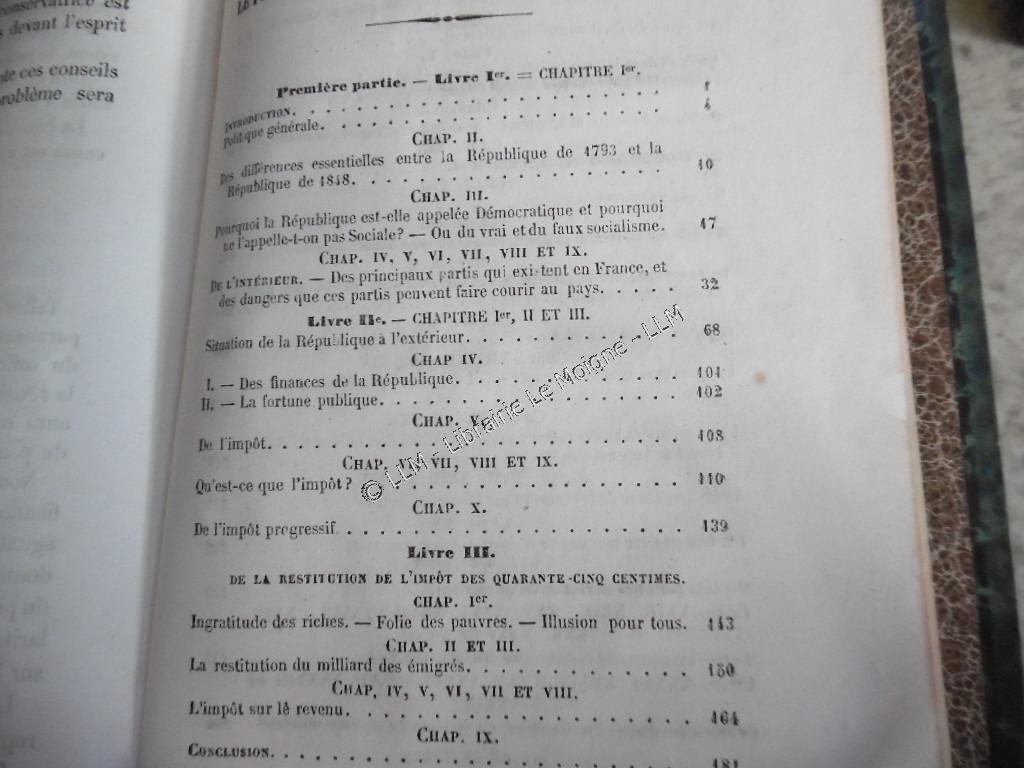 conservatrice est
devant l'esprit
ces conseils
problème sera
Première partie. — Livre Ier. = CHAPITRE Ier.
INTRODUCTION. 1
Politique générale. 4
CHAP. II.
Des différences essentielles entre la République de 1793 et la
République de 1848. 10
CHAP. III.
Pourquoi la République est-elle appelée Démocratique et pourquoi
ne l'appelle-t-on pas Sociale? — Ou du vrai et du faux socialisme. 17
CHAP. IV, V, VI, VII, VIII ET IX.
DE L'INTÉRIEUR. — Des principaux partis qui existent en France, et
des dangers que ces partis peuvent faire courir au pays. 32
Livre IIe. — CHAPITRE Ier, II ET III.
Situation de la République à l'extérieur. 68
CHAP IV.
I. — Des finances de la République. 101
II. — La fortune publique. 102
CHAP. V.
De l'impôt. 108
CHAP. VI, VII, VIII ET IX.
Qu'est-ce que l'impôt? 110
CHAP. X.
De l'impôt progressif. 139
Livre III.
DE LA RESTITUTION DE L'IMPÔT DES QUARANTE-CINQ CENTIMES.
CHAP. Ier.
Ingratitude des riches. — Folie des pauvres. — Illusion pour tous. 143
CHAP. II ET III.
La restitution du milliard des émigrés. 150
CHAP. IV, V, VI, VII ET VIII.
L'impôt sur le revenu. 164
CHAP. IX.
CONCLUSION. 181
© LLM - Librairie Le Moigne - LLM